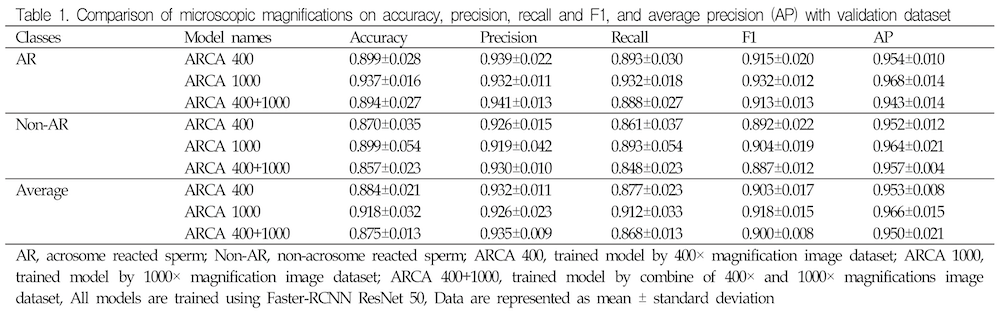 Table 1. Comparison of microscopic magnifications on accuracy, precision, recall and F1, and average precision (AP) with validation dataset
Classes Model names Accuracy Precision Recall F1 AP
AR ARCA 400 0.899±0.028 0.939±0.022 0.893±0.030 0.915±0.020 0.954±0.010
ARCA 1000 0.937±0.016 0.932±0.011 0.932±0.018 0.932±0.012 0.968±0.014
ARCA 400+1000 0.894±0.027 0.941±0.013 0.888±0.027 0.913±0.013 0.943±0.014
Non-AR ARCA 400 0.870±0.035 0.926±0.015 0.861±0.037 0.892±0.022 0.952±0.012
ARCA 1000 0.899±0.054 0.919±0.042 0.893±0.054 0.904±0.019 0.964±0.021
ARCA 400+1000 0.857±0.023 0.930±0.010 0.848±0.023 0.887±0.012 0.957±0.004
Average ARCA 400 0.884±0.021 0.932±0.011 0.877±0.023 0.903±0.017 0.953±0.008
ARCA 1000 0.918±0.032 0.926±0.023 0.912±0.033 0.918±0.015 0.966±0.015
ARCA 400+1000 0.875±0.013 0.935±0.009 0.868±0.013 0.900±0.008 0.950±0.021
AR, acrosome reacted sperm; Non-AR, non-acrosome reacted sperm; ARCA 400, trained model by 400× magnification image dataset; ARCA 1000,
trained model by 1000× magnification image dataset; ARCA 400+1000, trained model by combine of 400× and 1000× magnifications image
dataset, All models are trained using Faster-RCNN ResNet 50, Data are represented as mean ± standard deviation